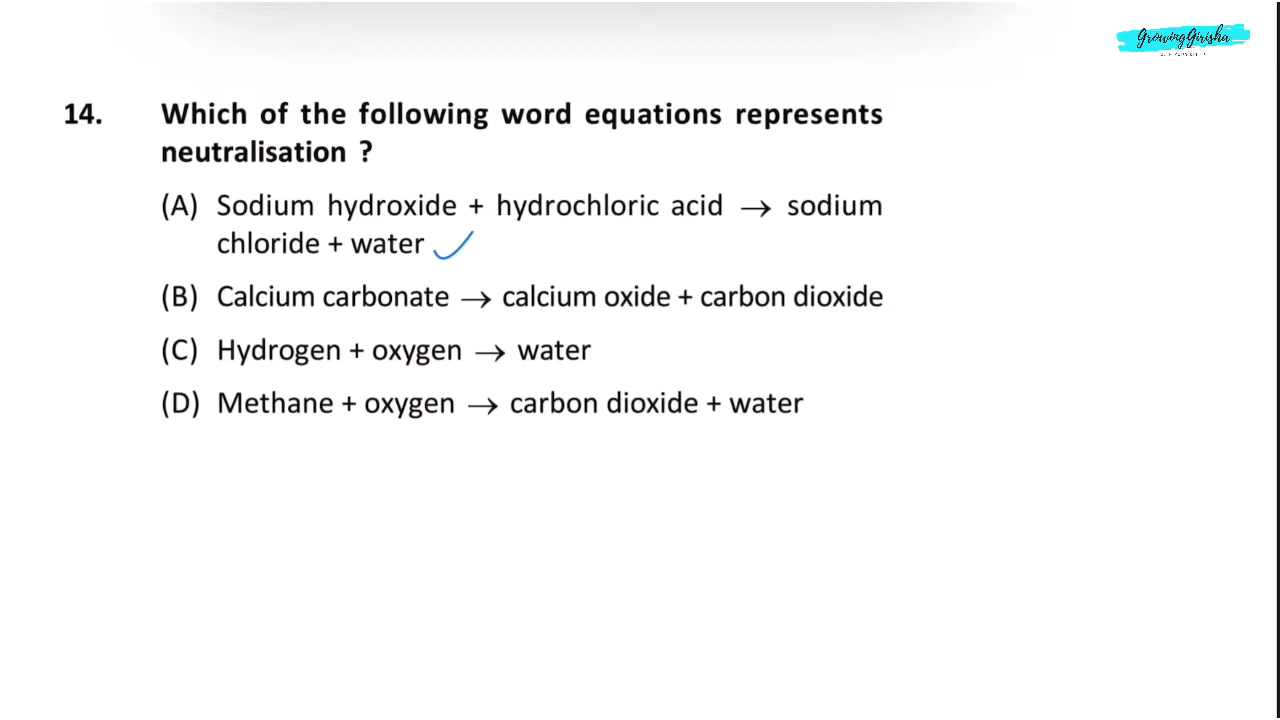 GrowingGirisha
14. Which of the following word equations represents
neutralisation ?
(A) Sodium hydroxide + hydrochloric acid → sodium
chloride + water
(B) Calcium carbonate → calcium oxide + carbon dioxide
(C) Hydrogen + oxygen → water
(D) Methane + oxygen → carbon dioxide + water